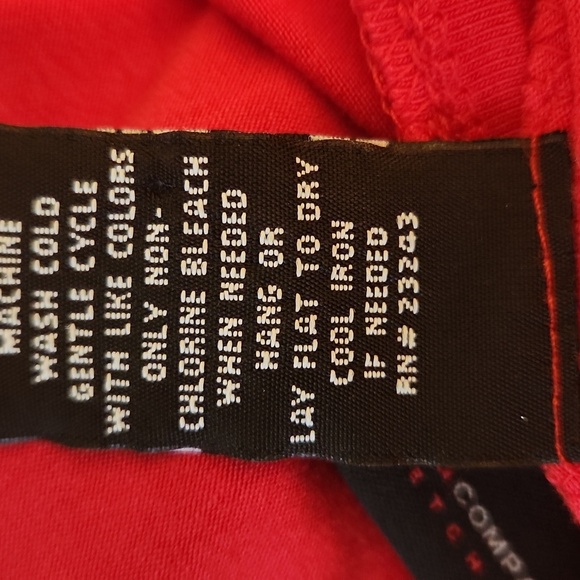 MACHINE
WASH COLD
GENTLE CYCLE
WITH LIKE COLORS
ONLY NON-
CHLORINE BLEACH
WHEN NEEDED
HANG OR
LAY FLAT TO DRY
COOL IRON
IF NEEDED
RN# 23243